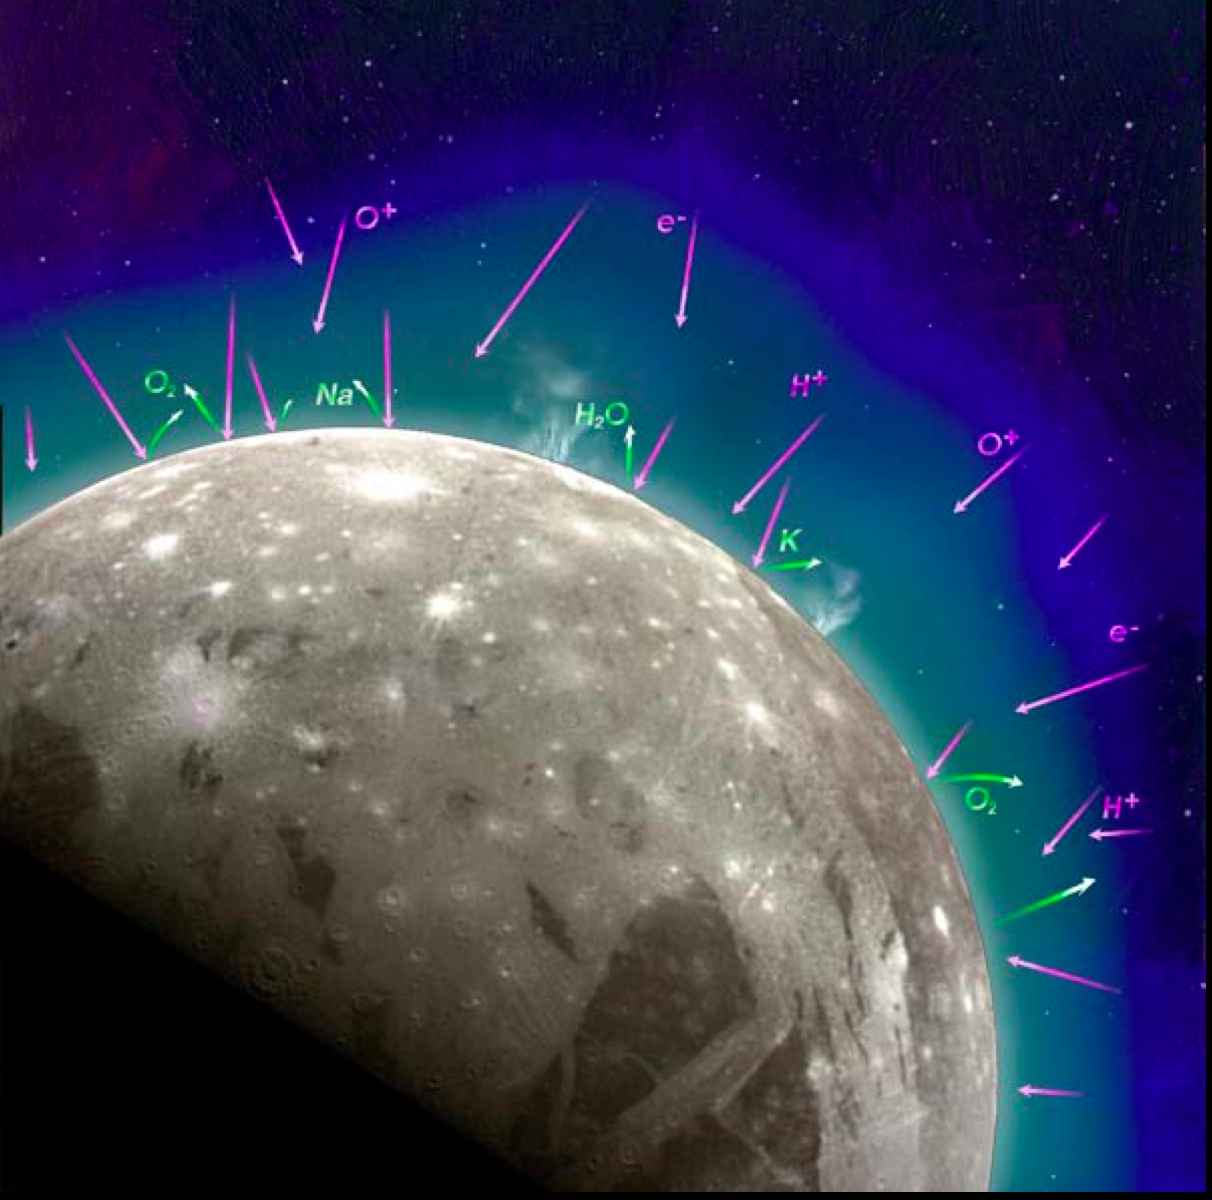 O⁺
e⁻
O₂
Na
H⁺
H₂O
O⁺
K
e⁻
O₂
H⁺